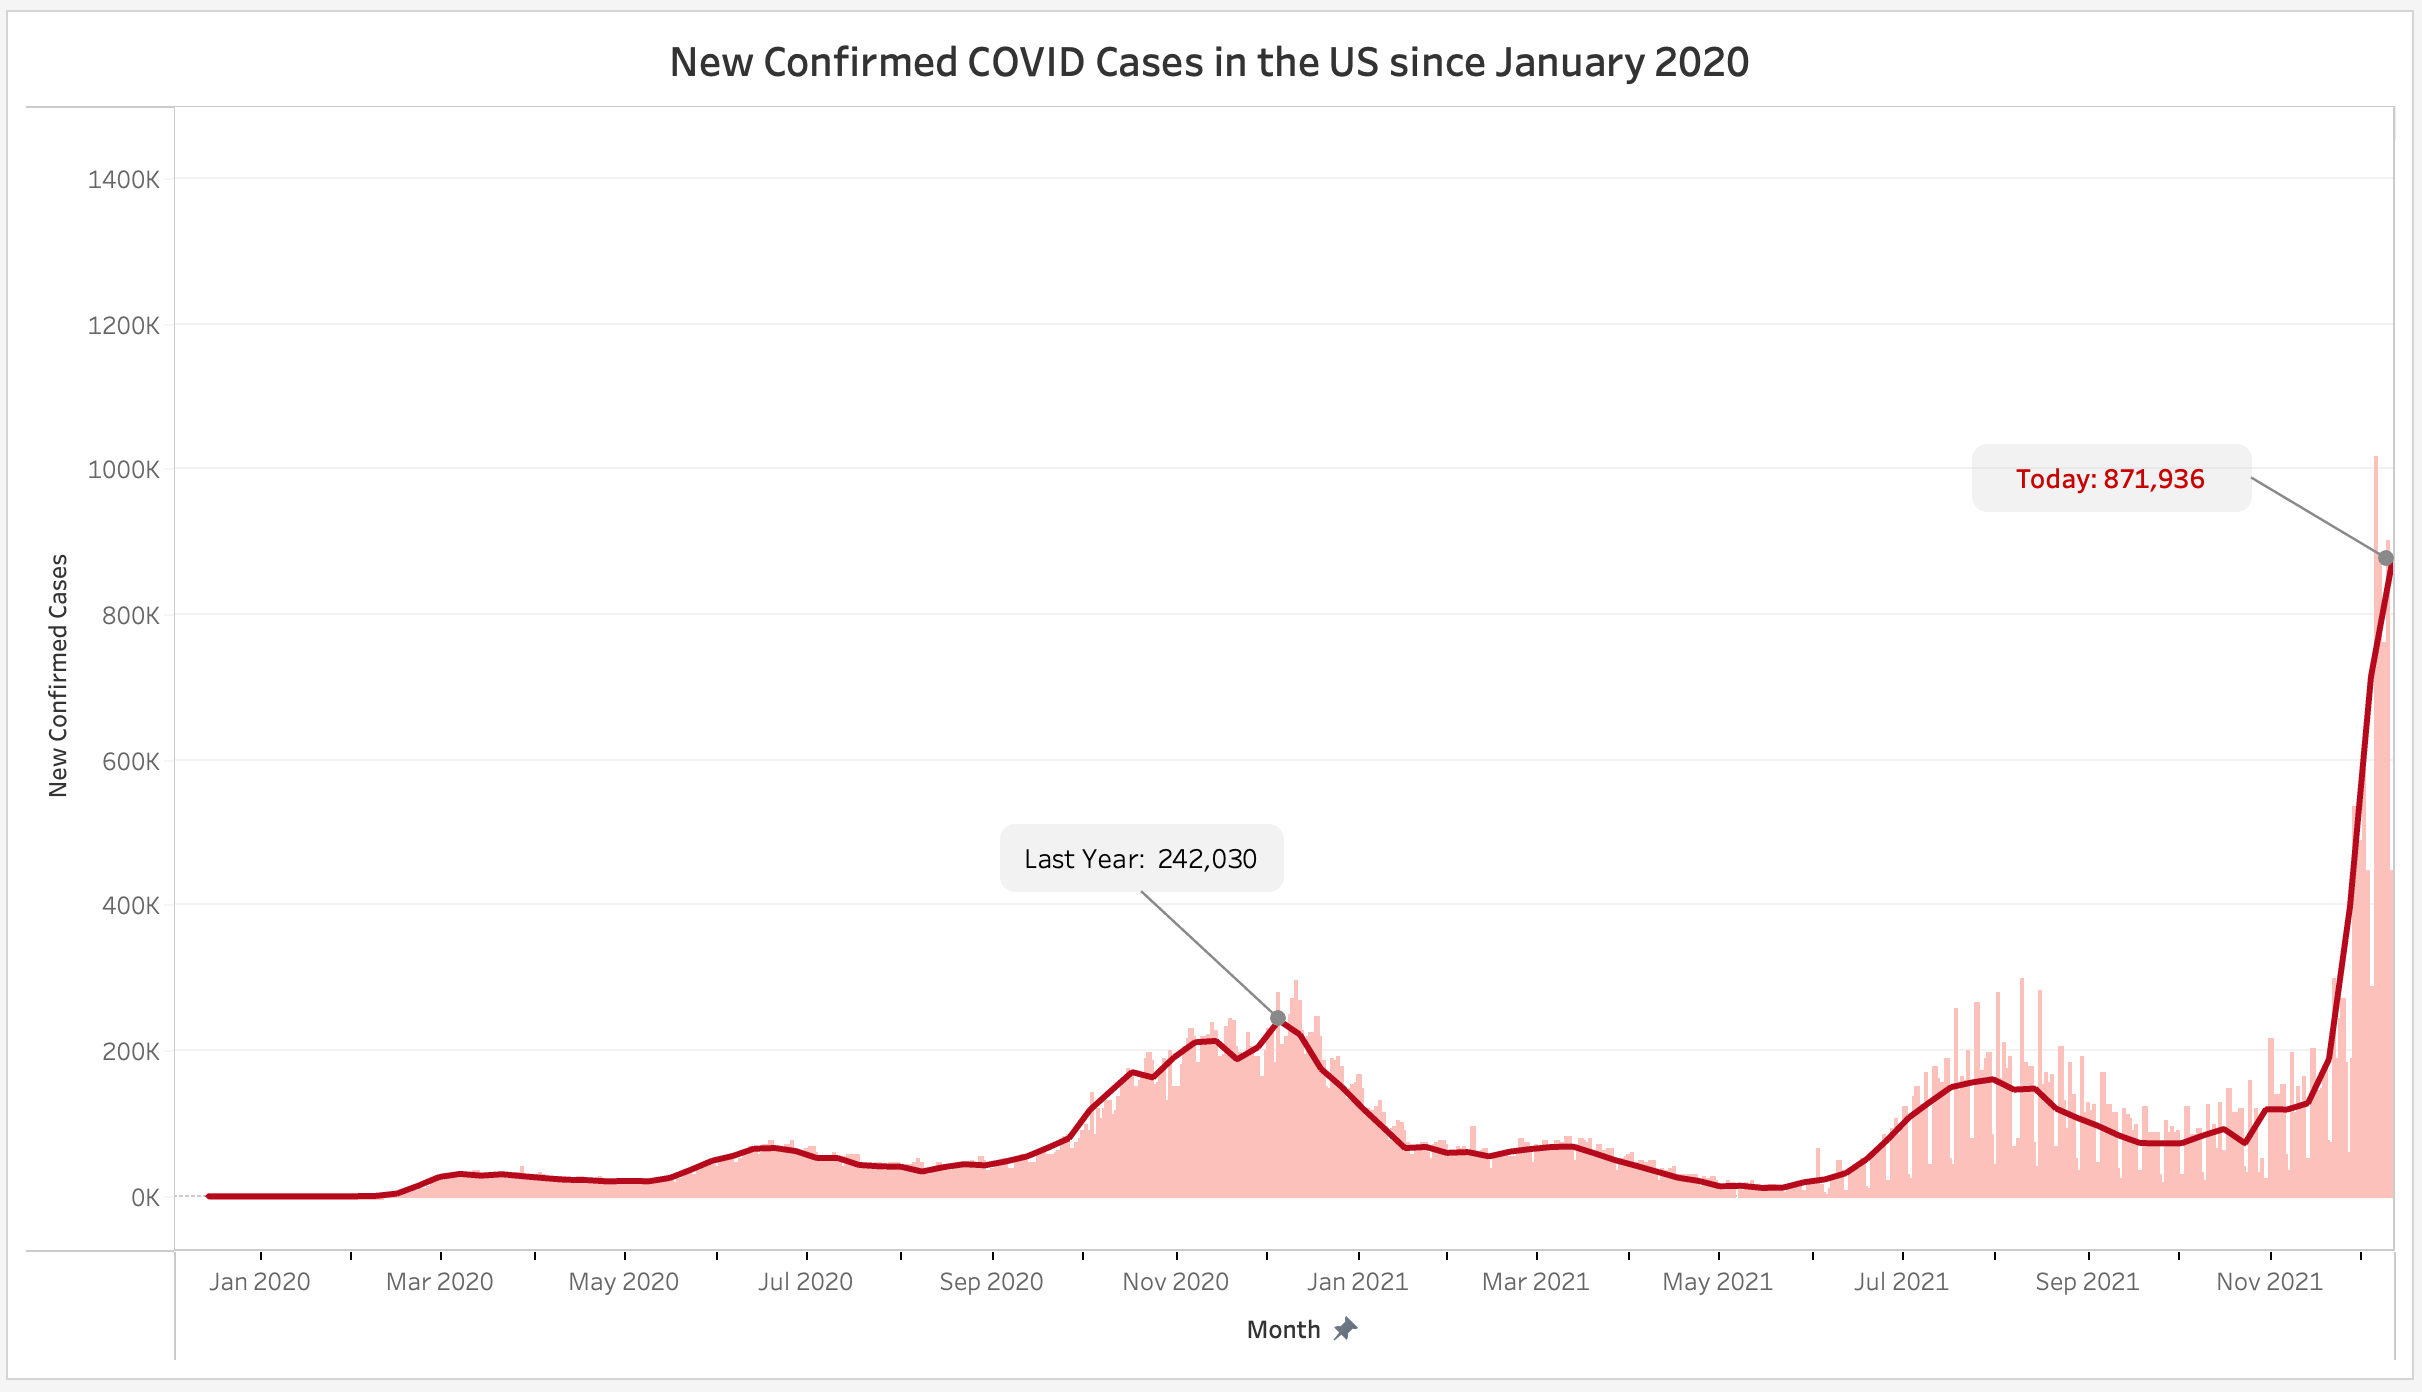 New Confirmed COVID Cases in the US since January 2020
1400K
1200K
1000K
800K
600K
400K
200K
0K
New Confirmed Cases
Today: 871,936
Last Year: 242,030
Jan 2020
Mar 2020
May 2020
Jul 2020
Sep 2020
Nov 2020
Jan 2021
Mar 2021
May 2021
Jul 2021
Sep 2021
Nov 2021
Month